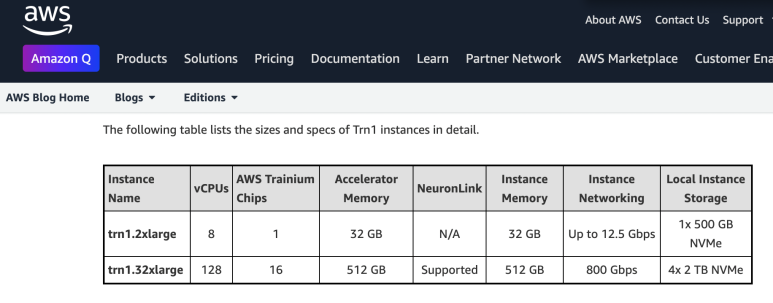 aws
About AWS Contact Us Support
Amazon Q Products Solutions Pricing Documentation Learn Partner Network AWS Marketplace Customer Ena
AWS Blog Home Blogs Editions
The following table lists the sizes and specs of Trn1 instances in detail.
Instance Name vCPUs AWS Trainium Chips Accelerator Memory NeuronLink Instance Memory Instance Networking Local Instance Storage
trn1.2xlarge 8 1 32 GB N/A 32 GB Up to 12.5 Gbps 1x 500 GB NVMe
trn1.32xlarge 128 16 512 GB Supported 512 GB 800 Gbps 4x 2 TB NVMe